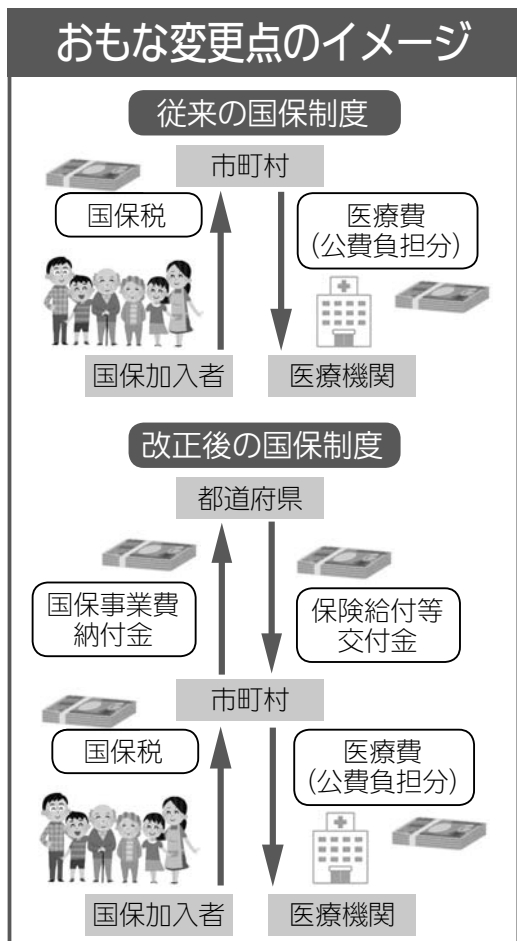 おもな変更点のイメージ
従来の国保制度
市町村
国保税
医療費
(公費負担分)
国保加入者
医療機関
改正後の国保制度
都道府県
国保事業費
納付金
保険給付等
交付金
市町村
国保税
医療費
(公費負担分)
国保加入者
医療機関